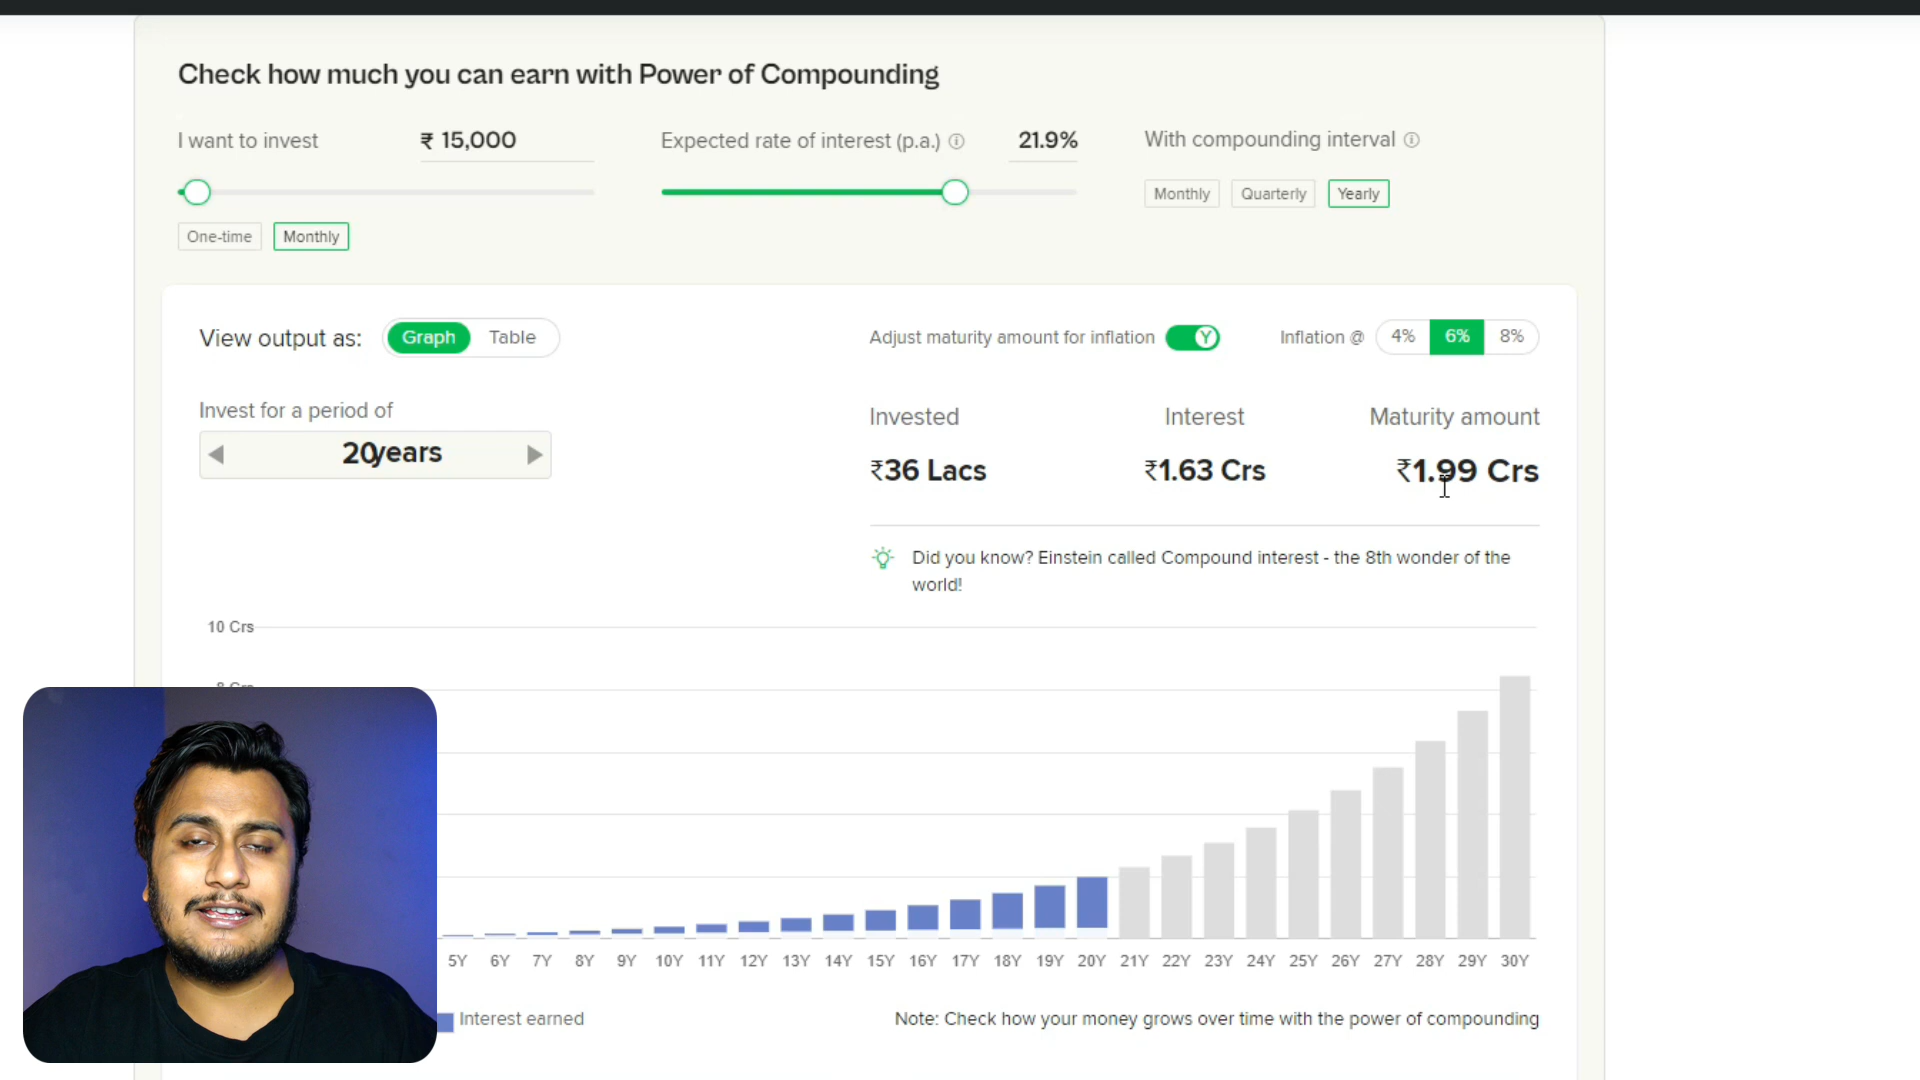 Check how much you can earn with Power of Compounding
I want to invest ₹ 15,000 Expected rate of interest (p.a.) 21.9% With compounding interval
Monthly Quarterly Yearly
One-time Monthly
View output as: Graph Table Adjust maturity amount for inflation Y Inflation @ 4% 6% 8%
Invest for a period of
20years
Invested Interest Maturity amount
₹36 Lacs ₹1.63 Crs ₹1.99 Crs
Did you know? Einstein called Compound interest - the 8th wonder of the
world!
10 Crs
8 Crs
5Y 6Y 7Y 8Y 9Y 10Y 11Y 12Y 13Y 14Y 15Y 16Y 17Y 18Y 19Y 20Y 21Y 22Y 23Y 24Y 25Y 26Y 27Y 28Y 29Y 30Y
Interest earned Note: Check how your money grows over time with the power of compounding